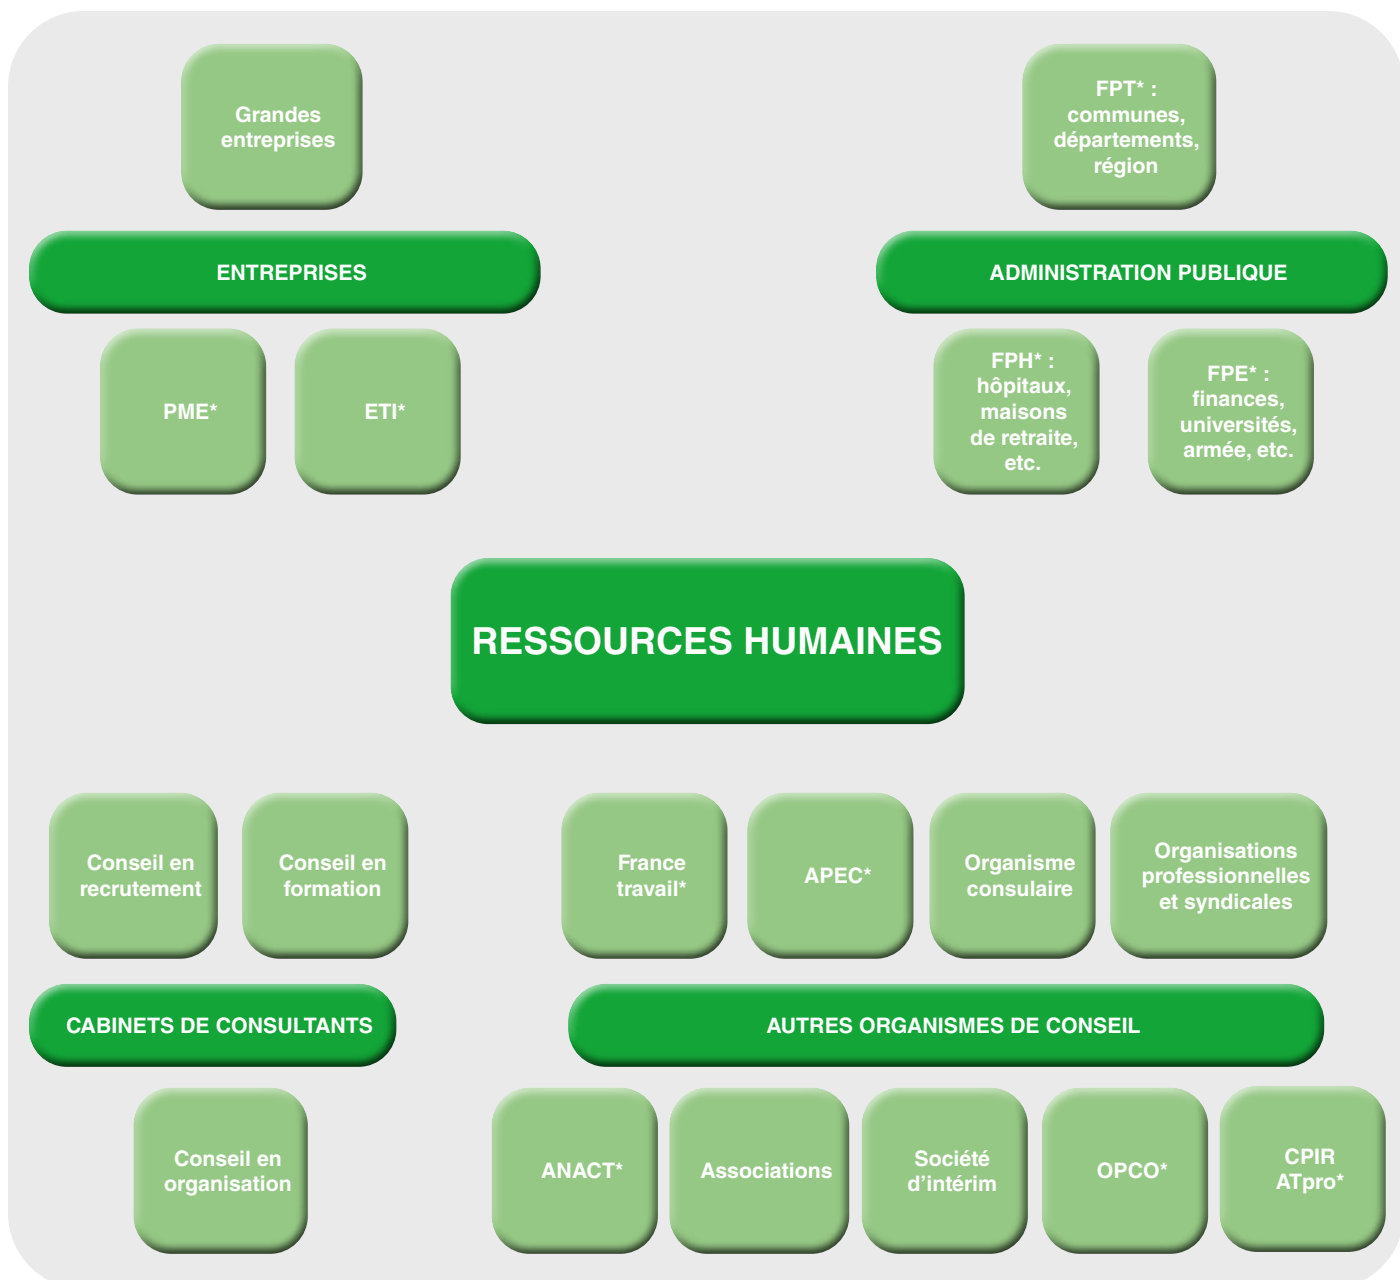 Grandes
entreprises
FPT* :
communes,
départements,
région
ENTREPRISES
ADMINISTRATION PUBLIQUE
PME*
ETI*
FPH* :
hôpitaux,
maisons
de retraite,
etc.
FPE* :
finances,
universités,
armée, etc.
RESSOURCES HUMAINES
Conseil en
recrutement
Conseil en
formation
France
travail*
APEC*
Organisme
consulaire
Organisations
professionnelles
et syndicales
CABINETS DE CONSULTANTS
AUTRES ORGANISMES DE CONSEIL
Conseil en
organisation
ANACT*
Associations
Société
d’intérim
OPCO*
CPIR
ATpro*